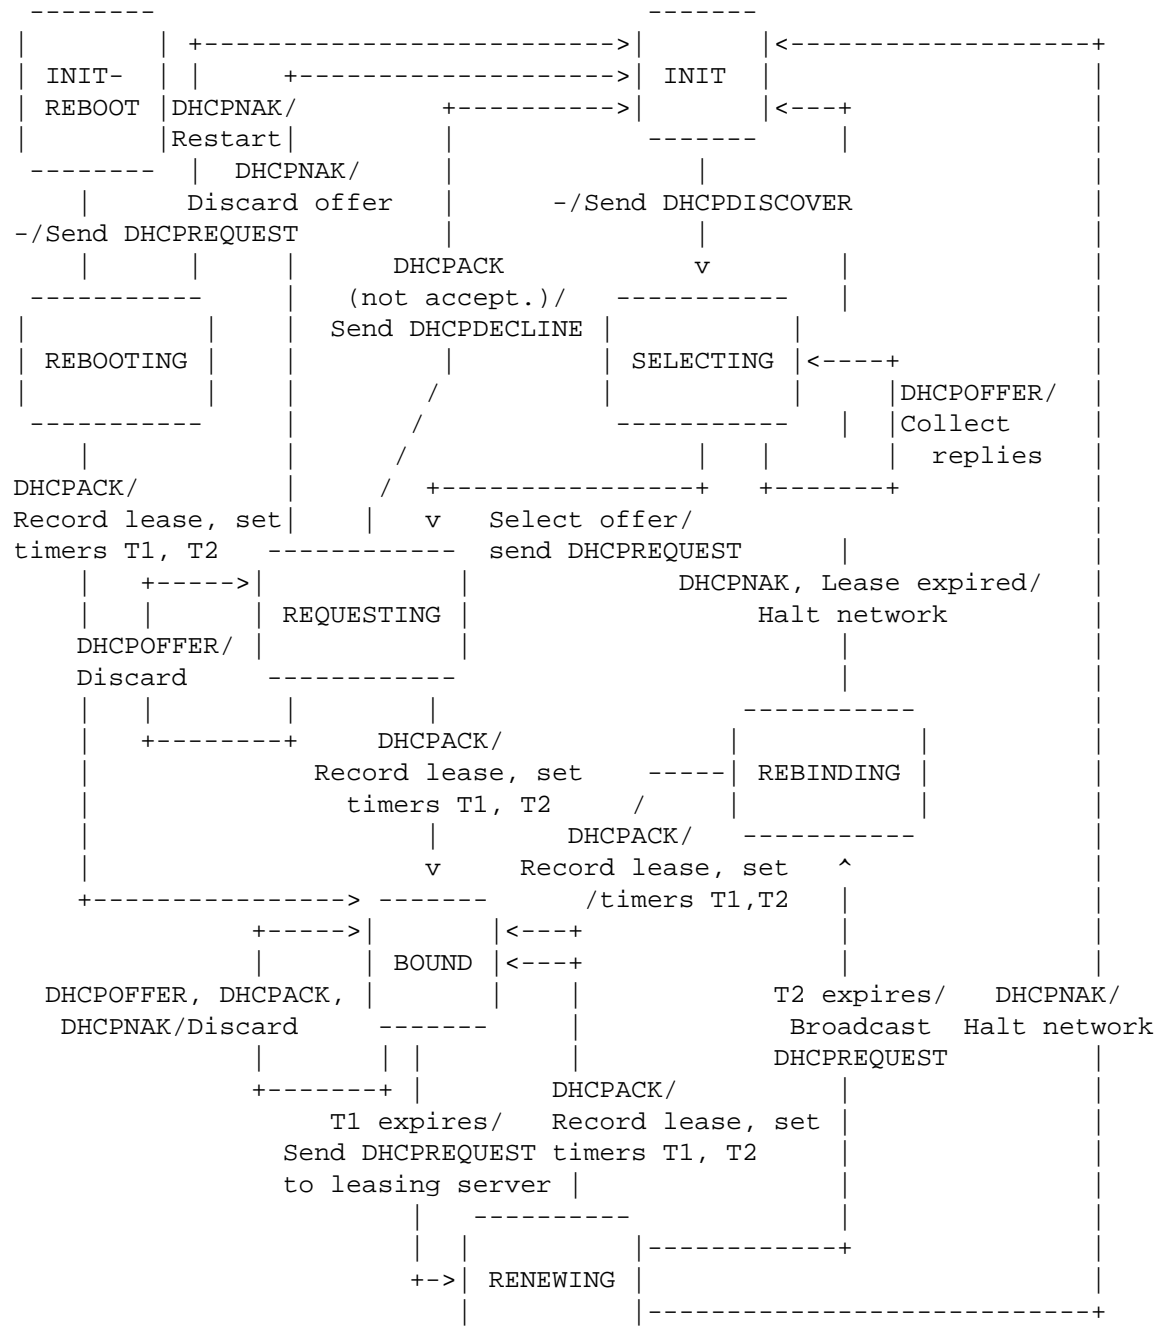 INIT- INIT
REBOOT DHCPNAK/
Restart
DHCPNAK/
Discard offer -/Send DHCPDISCOVER
-/Send DHCPREQUEST
DHCPACK v
(not accept.)/
Send DHCPDECLINE
REBOOTING SELECTING
DHCPOFFER/
Collect
replies
DHCPACK/
Record lease, set v Select offer/
timers T1, T2 send DHCPREQUEST
DHCPNAK, Lease expired/
REQUESTING Halt network
DHCPOFFER/
Discard
DHCPACK/
Record lease, set REBINDING
timers T1, T2
DHCPACK/
v Record lease, set ^
/timers T1,T2
BOUND
DHCPOFFER, DHCPACK, T2 expires/ DHCPNAK/
DHCPNAK/Discard Broadcast Halt network
DHCPREQUEST
DHCPACK/
T1 expires/ Record lease, set
Send DHCPREQUEST timers T1, T2
to leasing server
RENEWING